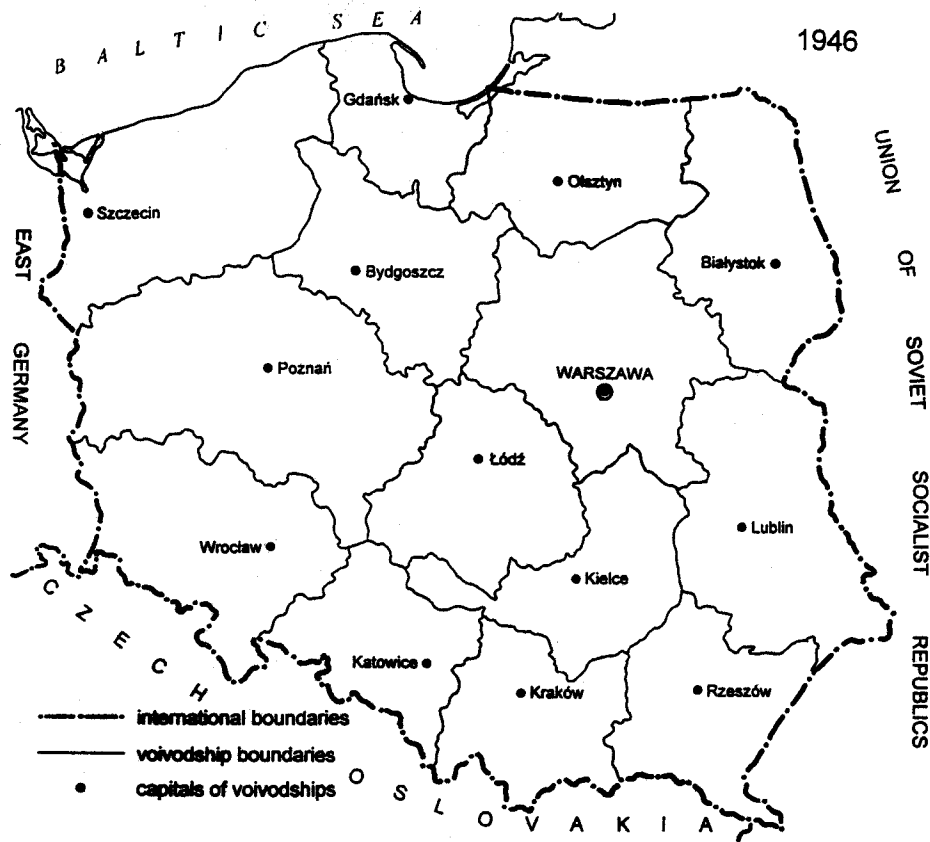 BALTIC SEA
1946
Gdańsk
Olsztyn
Szczecin
Bydgoszcz
Białystok
EAST
GERMANY
UNION
OF
SOVIET
SOCIALIST
REPUBLICS
Poznań
WARSZAWA
Łódź
Wrocław
Lublin
Kielce
Katowice
Kraków
Rzeszów
CZECHOSLOVAKIA
international boundaries
voivodship boundaries
capitals of voivodships